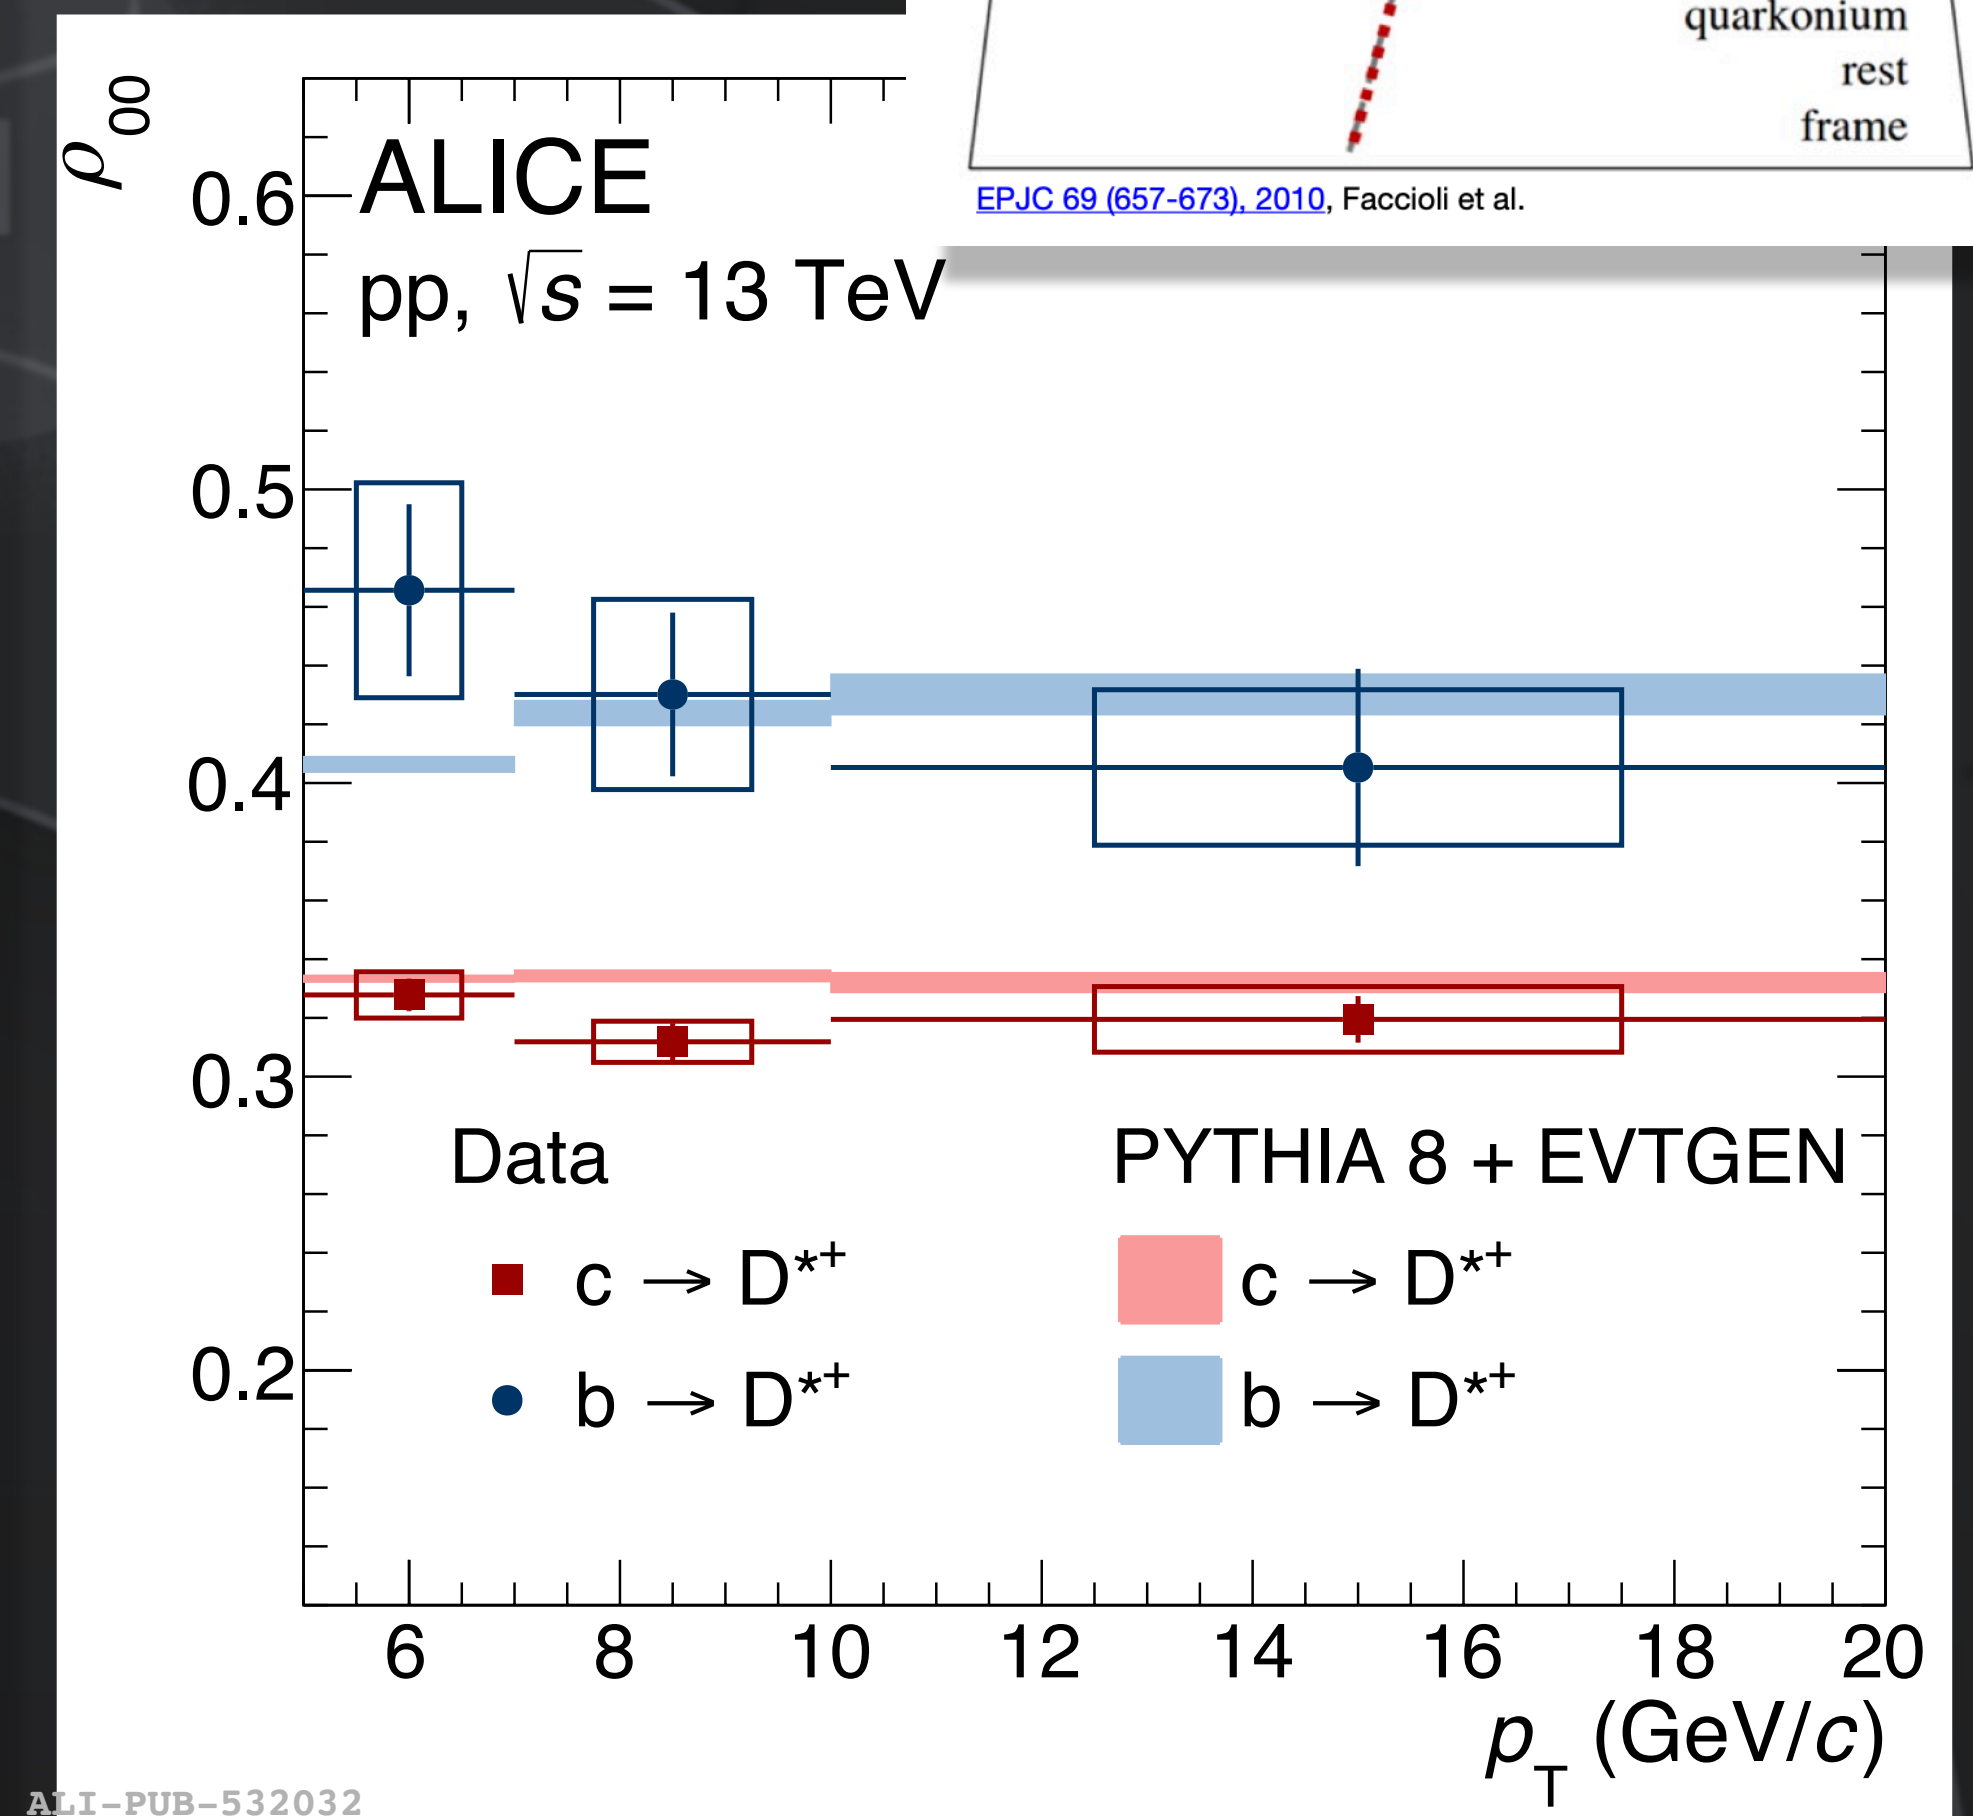 quarkonium
rest
frame
EPJC 69 (657-673), 2010, Faccioli et al.
ρ00
ALICE
pp, √s = 13 TeV
0.6
0.5
0.4
0.3
0.2
Data
c → D*+
b → D*+
PYTHIA 8 + EVTGEN
c → D*+
b → D*+
6 8 10 12 14 16 18 20
pT (GeV/c)
ALI-PUB-532032